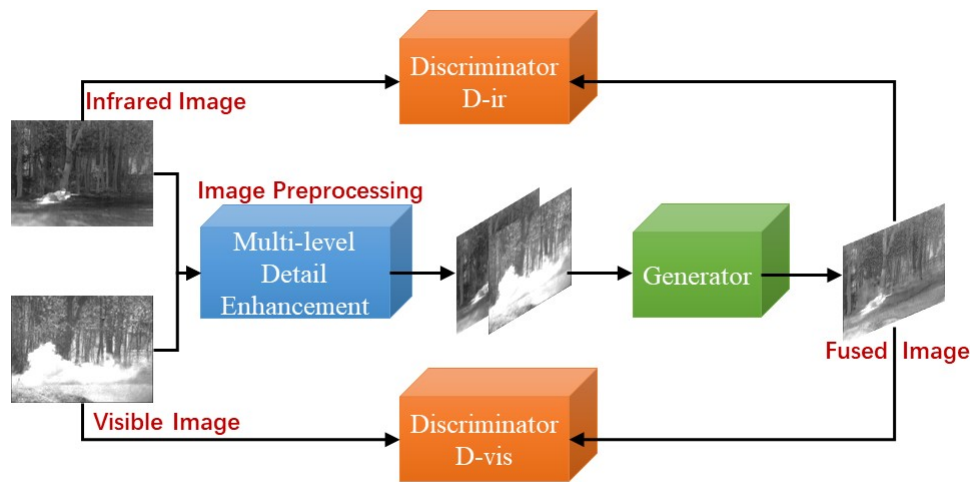 Discriminator
D-ir
Infrared Image
Image Preprocessing
Multi-level
Detail
Enhancement
Generator
Fused Image
Visible Image
Discriminator
D-vis